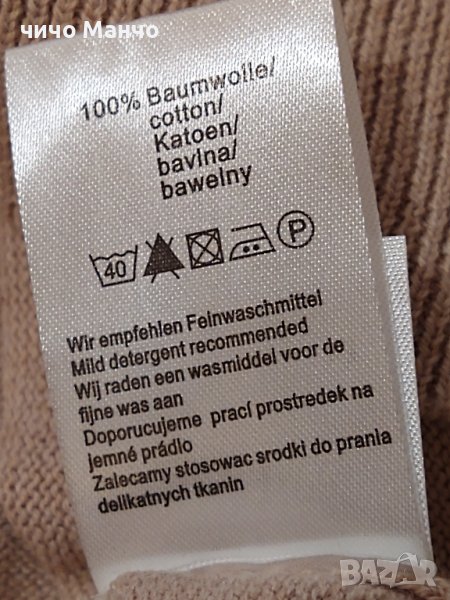 чичо Манчо
100% Baumwolle/
cotton/
Katoen/
bavlna/
bawelny
40 P
Wir empfehlen Feinwaschmittel
Mild detergent recommended
Wij raden een wasmiddel voor de
fijne was aan
Doporucujeme prací prostredek na
jemné prádlo
Zalecamy stosowac srodki do prania
delikatnych tkanin
BAZAR